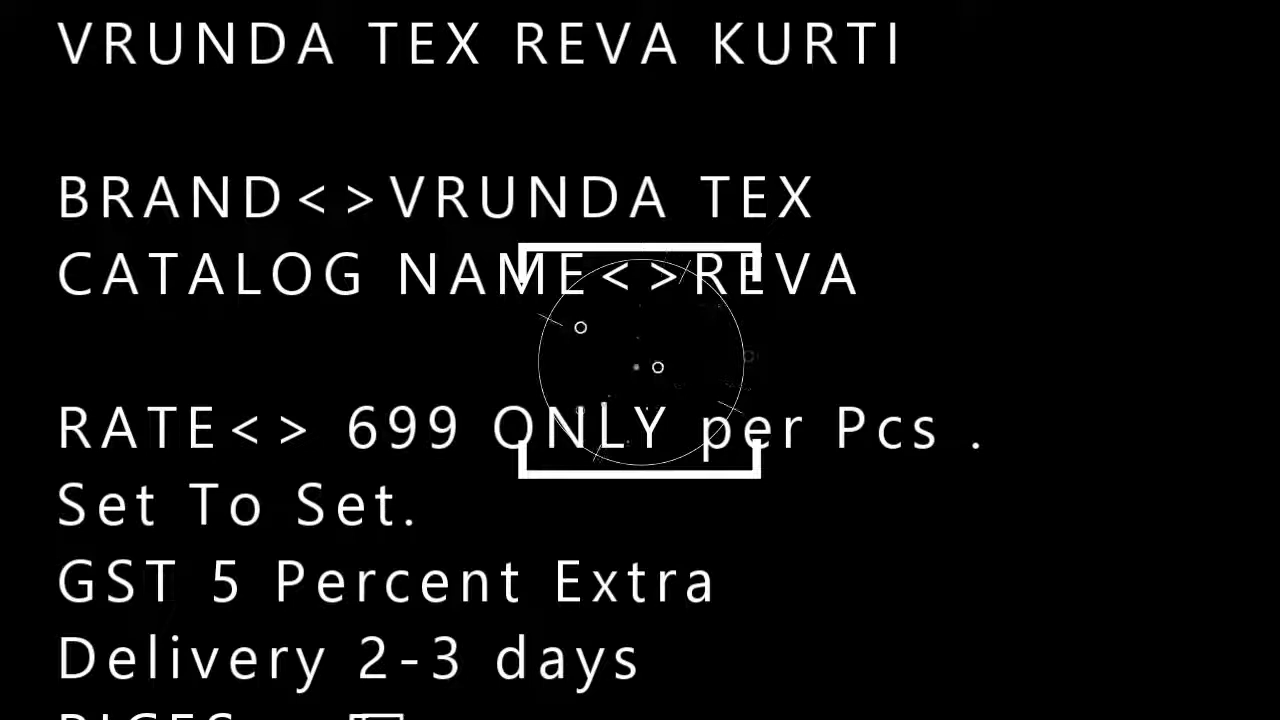 VRUNDA TEX REVA KURTI
BRAND<>VRUNDA TEX
CATALOG NAME<>REVA
RATE<> 699 ONLY per Pcs .
Set To Set.
GST 5 Percent Extra
Delivery 2-3 days